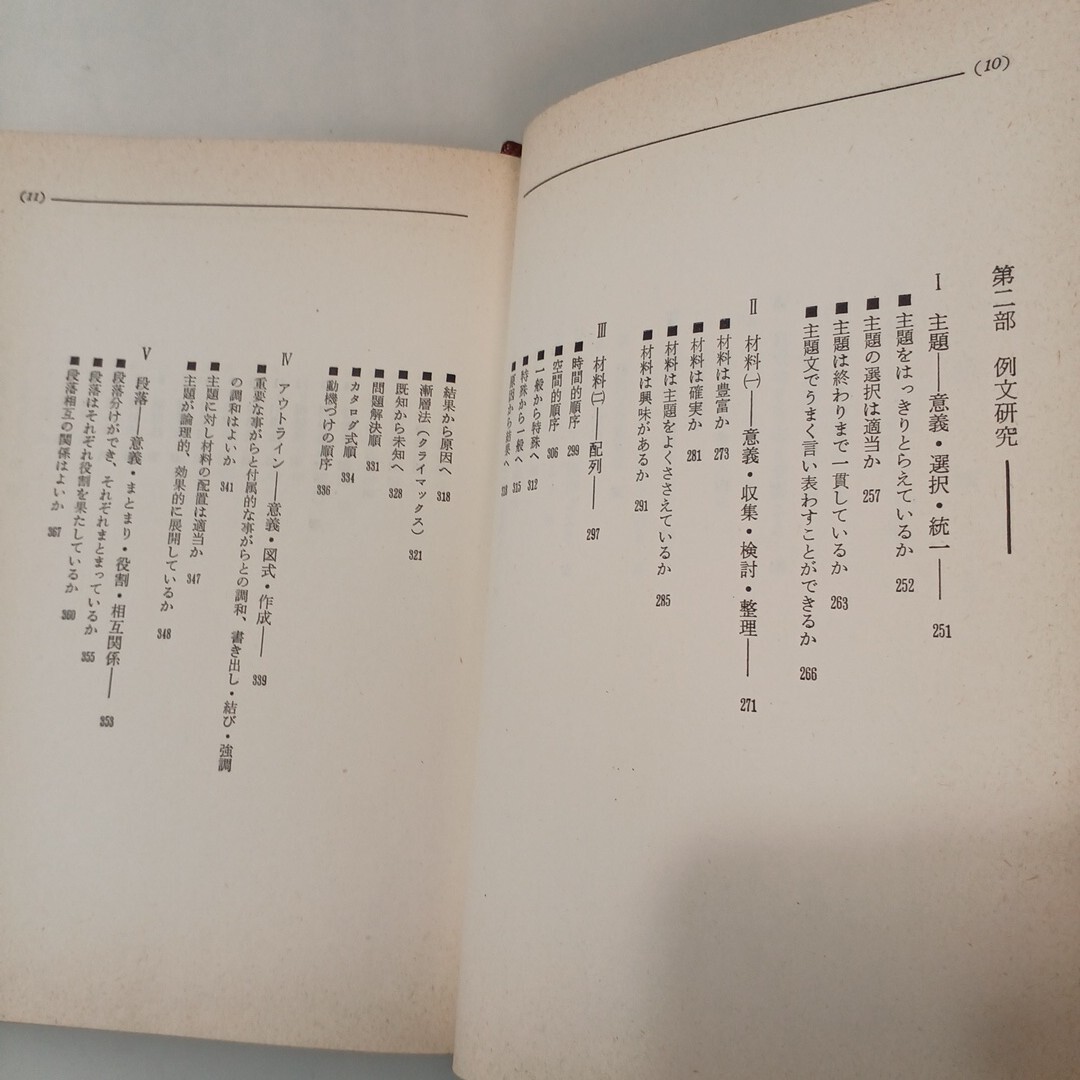 (10)
第二部　例文研究――
Ⅰ　主題――意義・選択・統一――251
■主題をはっきりとらえているか　252
■主題の選択は適当か　257
■主題は終わりまで一貫しているか　263
■主題文でうまく言い表わすことができるか　266
Ⅱ　材料㈠――意義・収集・検討・整理――271
■材料は豊富か　273
■材料は確実か　281
■材料は主題をよくささえているか　285
■材料は興味があるか　291
Ⅲ　材料㈡――配列――297
■時間的順序　299
■空間的順序　306
■一般から特殊へ　312
■特殊から一般へ　315
■原因から結果へ
(11)
■結果から原因へ　318
■漸層法（クライマックス）　321
■既知から未知へ　328
■問題解決順　331
■カタログ式順　334
■動機づけの順序　336
Ⅳ　アウトライン――意義・図式・作成――339
■重要な事がらと付属的な事がらとの調和、書き出し・結び・強調
の調和はよいか　341
■主題に対し材料の配置は適当か　347
■主題が論理的、効果的に展開しているか　348
Ⅴ　段落――意義・まとまり・役割・相互関係――353
■段落分けができ、それぞれまとまっているか　355
■段落はそれぞれ役割を果たしているか　360
■段落相互の関係はよいか　367